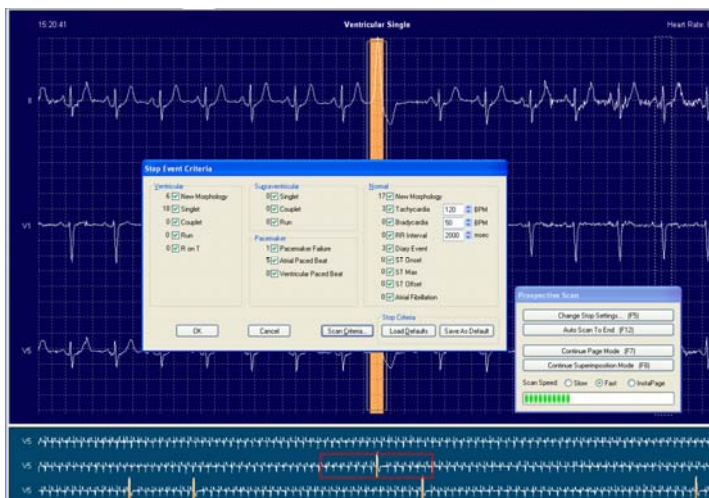 15:20:41 Ventricular Single Heart Rate:
II
Stop Event Criteria
Ventricular Supraventricular Normal
6 New Morphology 0 Singlet 17 New Morphology
18 Singlet 0 Couplet 3 Tachycardia 120 BPM
0 Couplet 0 Run 0 Bradycardia 50 BPM
0 Run 0 RR Interval 2000 msec
0 R on T Pacemaker 3 Diary Event
V1
1 Pacemaker Failure 0 ST Onset
5 Atrial Paced Beat 0 ST Max
0 Ventricular Paced Beat 0 ST Offset
0 Atrial Fibrillation
Prospective Scan
Stop Criteria
Change Stop Settings... (F5)
OK Cancel Scan Criteria... Load Defaults Save As Default
Auto Scan To End (F12)
V5
Continue Page Mode (F7)
Continue Superimposition Mode (F8)
Scan Speed Slow Fast InstaPage
V5
V5
V5